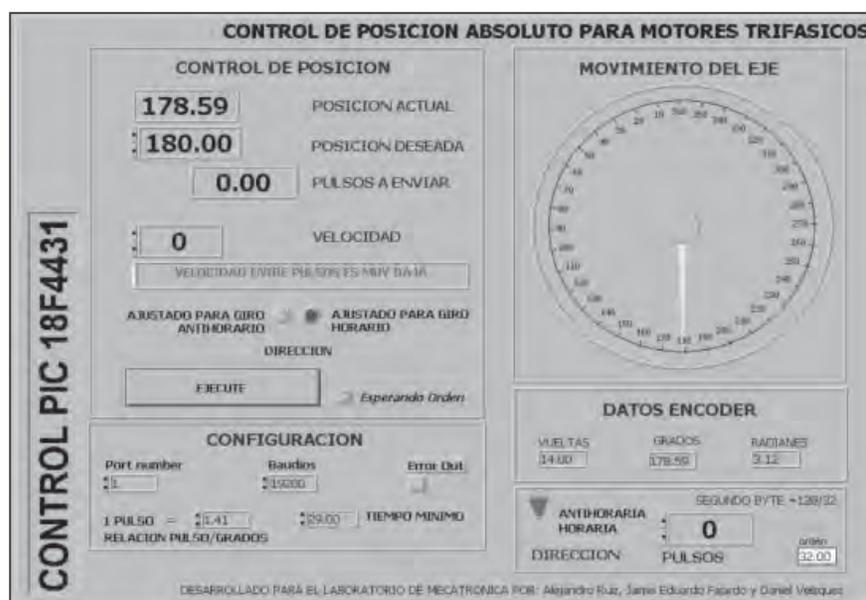 CONTROL DE POSICION ABSOLUTO PARA MOTORES TRIFASICOS
CONTROL PIC 18F4431
CONTROL DE POSICION
178.59 POSICION ACTUAL
180.00 POSICION DESEADA
0.00 PULSOS A ENVIAR
0 VELOCIDAD
VELOCIDAD ENTRE PULSOS ES MUY BAJA
AJUSTADO PARA GIRO ANTIHORARIO
AJUSTADO PARA GIRO HORARIO
DIRECCION
EJECUTE
Esperando Orden
CONFIGURACION
Port number Baudios Error Out
1 19200
1 PULSO = 1.41 29.00 TIEMPO MINIMO
RELACION PULSO/GRADOS
MOVIMIENTO DEL EJE
DATOS ENCODER
VUELTAS GRADOS RADIANES
14.00 178.59 3.12
SEGUNDO BYTE =128/32
ANTIHORARIA
HORARIA
0
DIRECCION PULSOS
orden
32.00
DESARROLLADO PARA EL LABORATORIO DE MECATRONICA POR: Alejandro Ruiz, Jamei Eduardo Fajardo y Daniel Velsquez